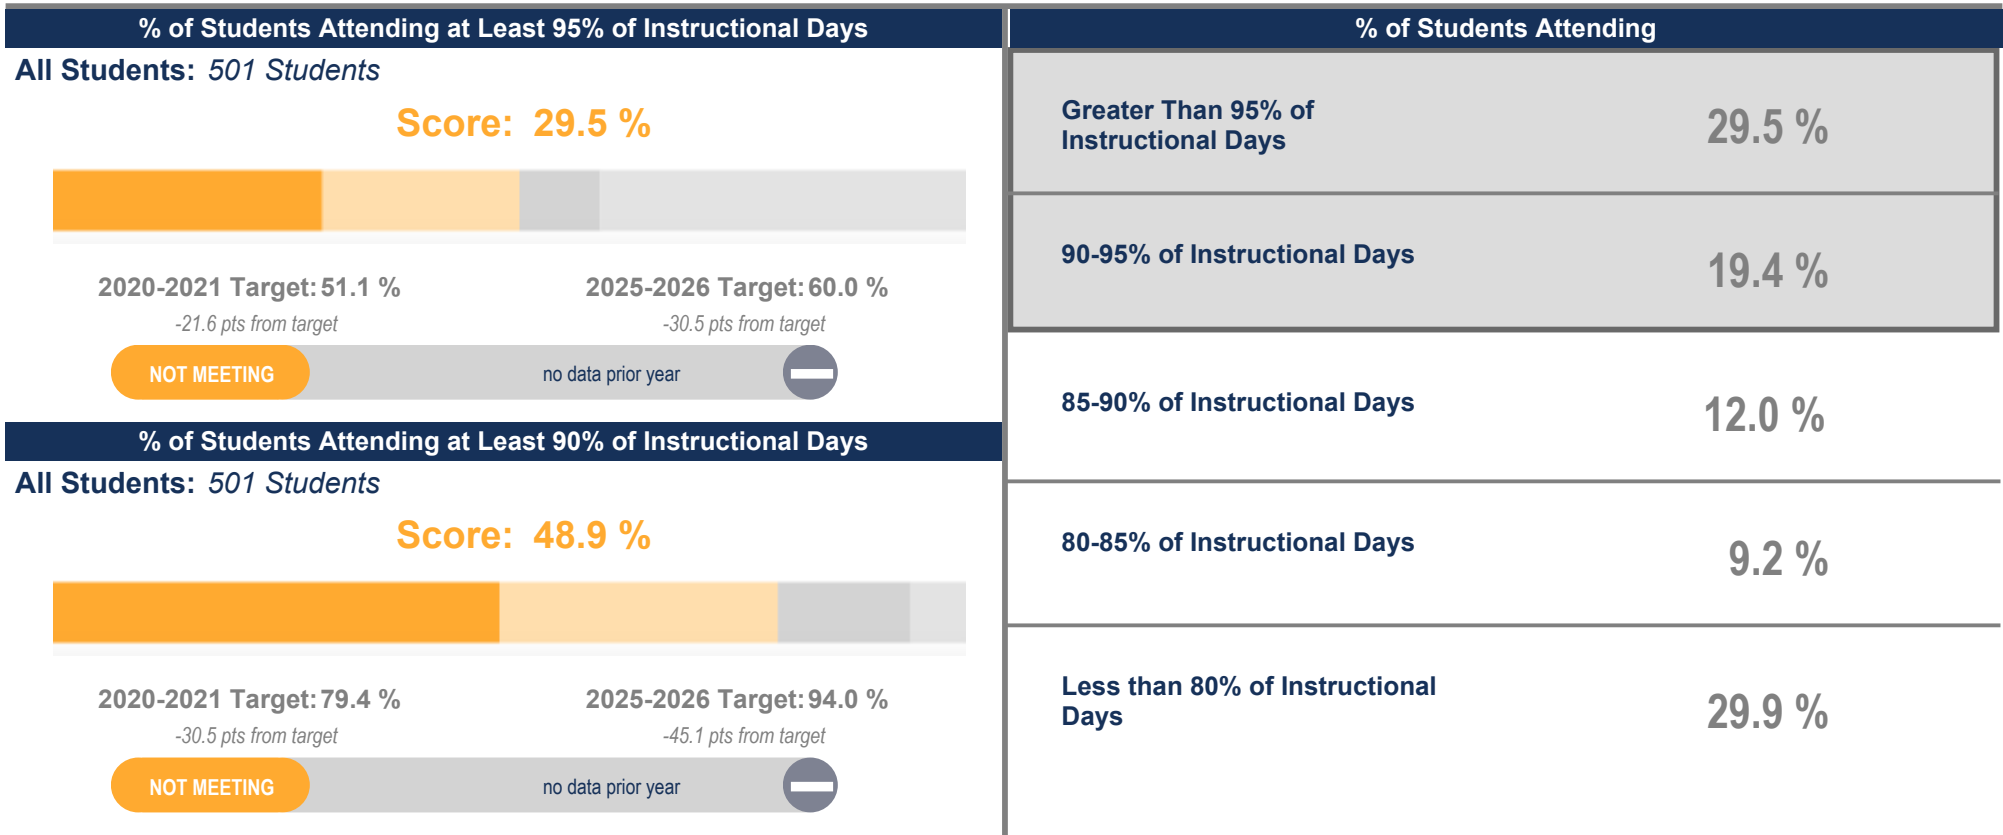 % of Students Attending at Least 95% of Instructional Days
All Students: 501 Students
Score: 29.5 %
2020-2021 Target: 51.1 %
-21.6 pts from target
2025-2026 Target: 60.0 %
-30.5 pts from target
NOT MEETING
no data prior year
% of Students Attending at Least 90% of Instructional Days
All Students: 501 Students
Score: 48.9 %
2020-2021 Target: 79.4 %
-30.5 pts from target
2025-2026 Target: 94.0 %
-45.1 pts from target
NOT MEETING
no data prior year
% of Students Attending
Greater Than 95% of
Instructional Days
29.5 %
90-95% of Instructional Days
19.4 %
85-90% of Instructional Days
12.0 %
80-85% of Instructional Days
9.2 %
Less than 80% of Instructional
Days
29.9 %